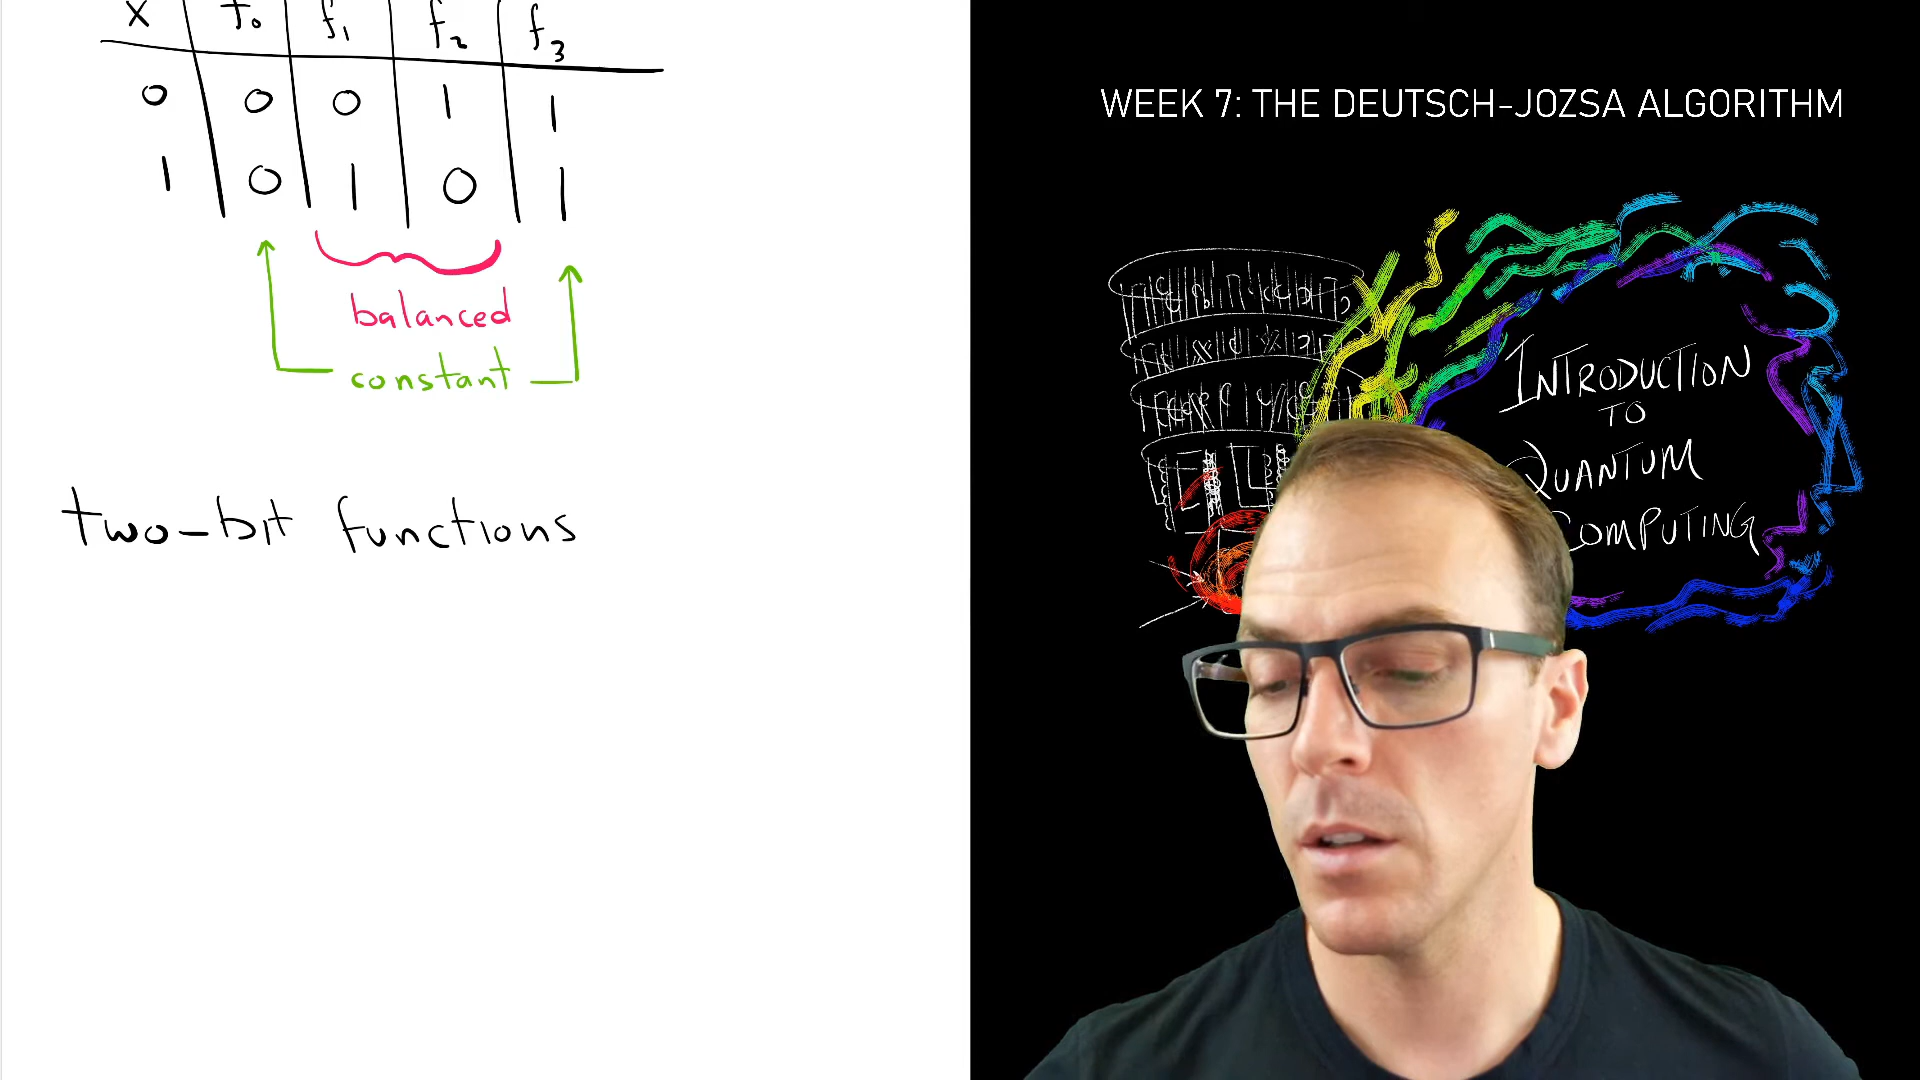 x f₀ f₁ f₂ f₃
0 0 0 1 1
1 0 1 0 1
balanced
constant
two-bit functions
WEEK 7: THE DEUTSCH-JOZSA ALGORITHM
INTRODUCTION
TO
QUANTUM
COMPUTING